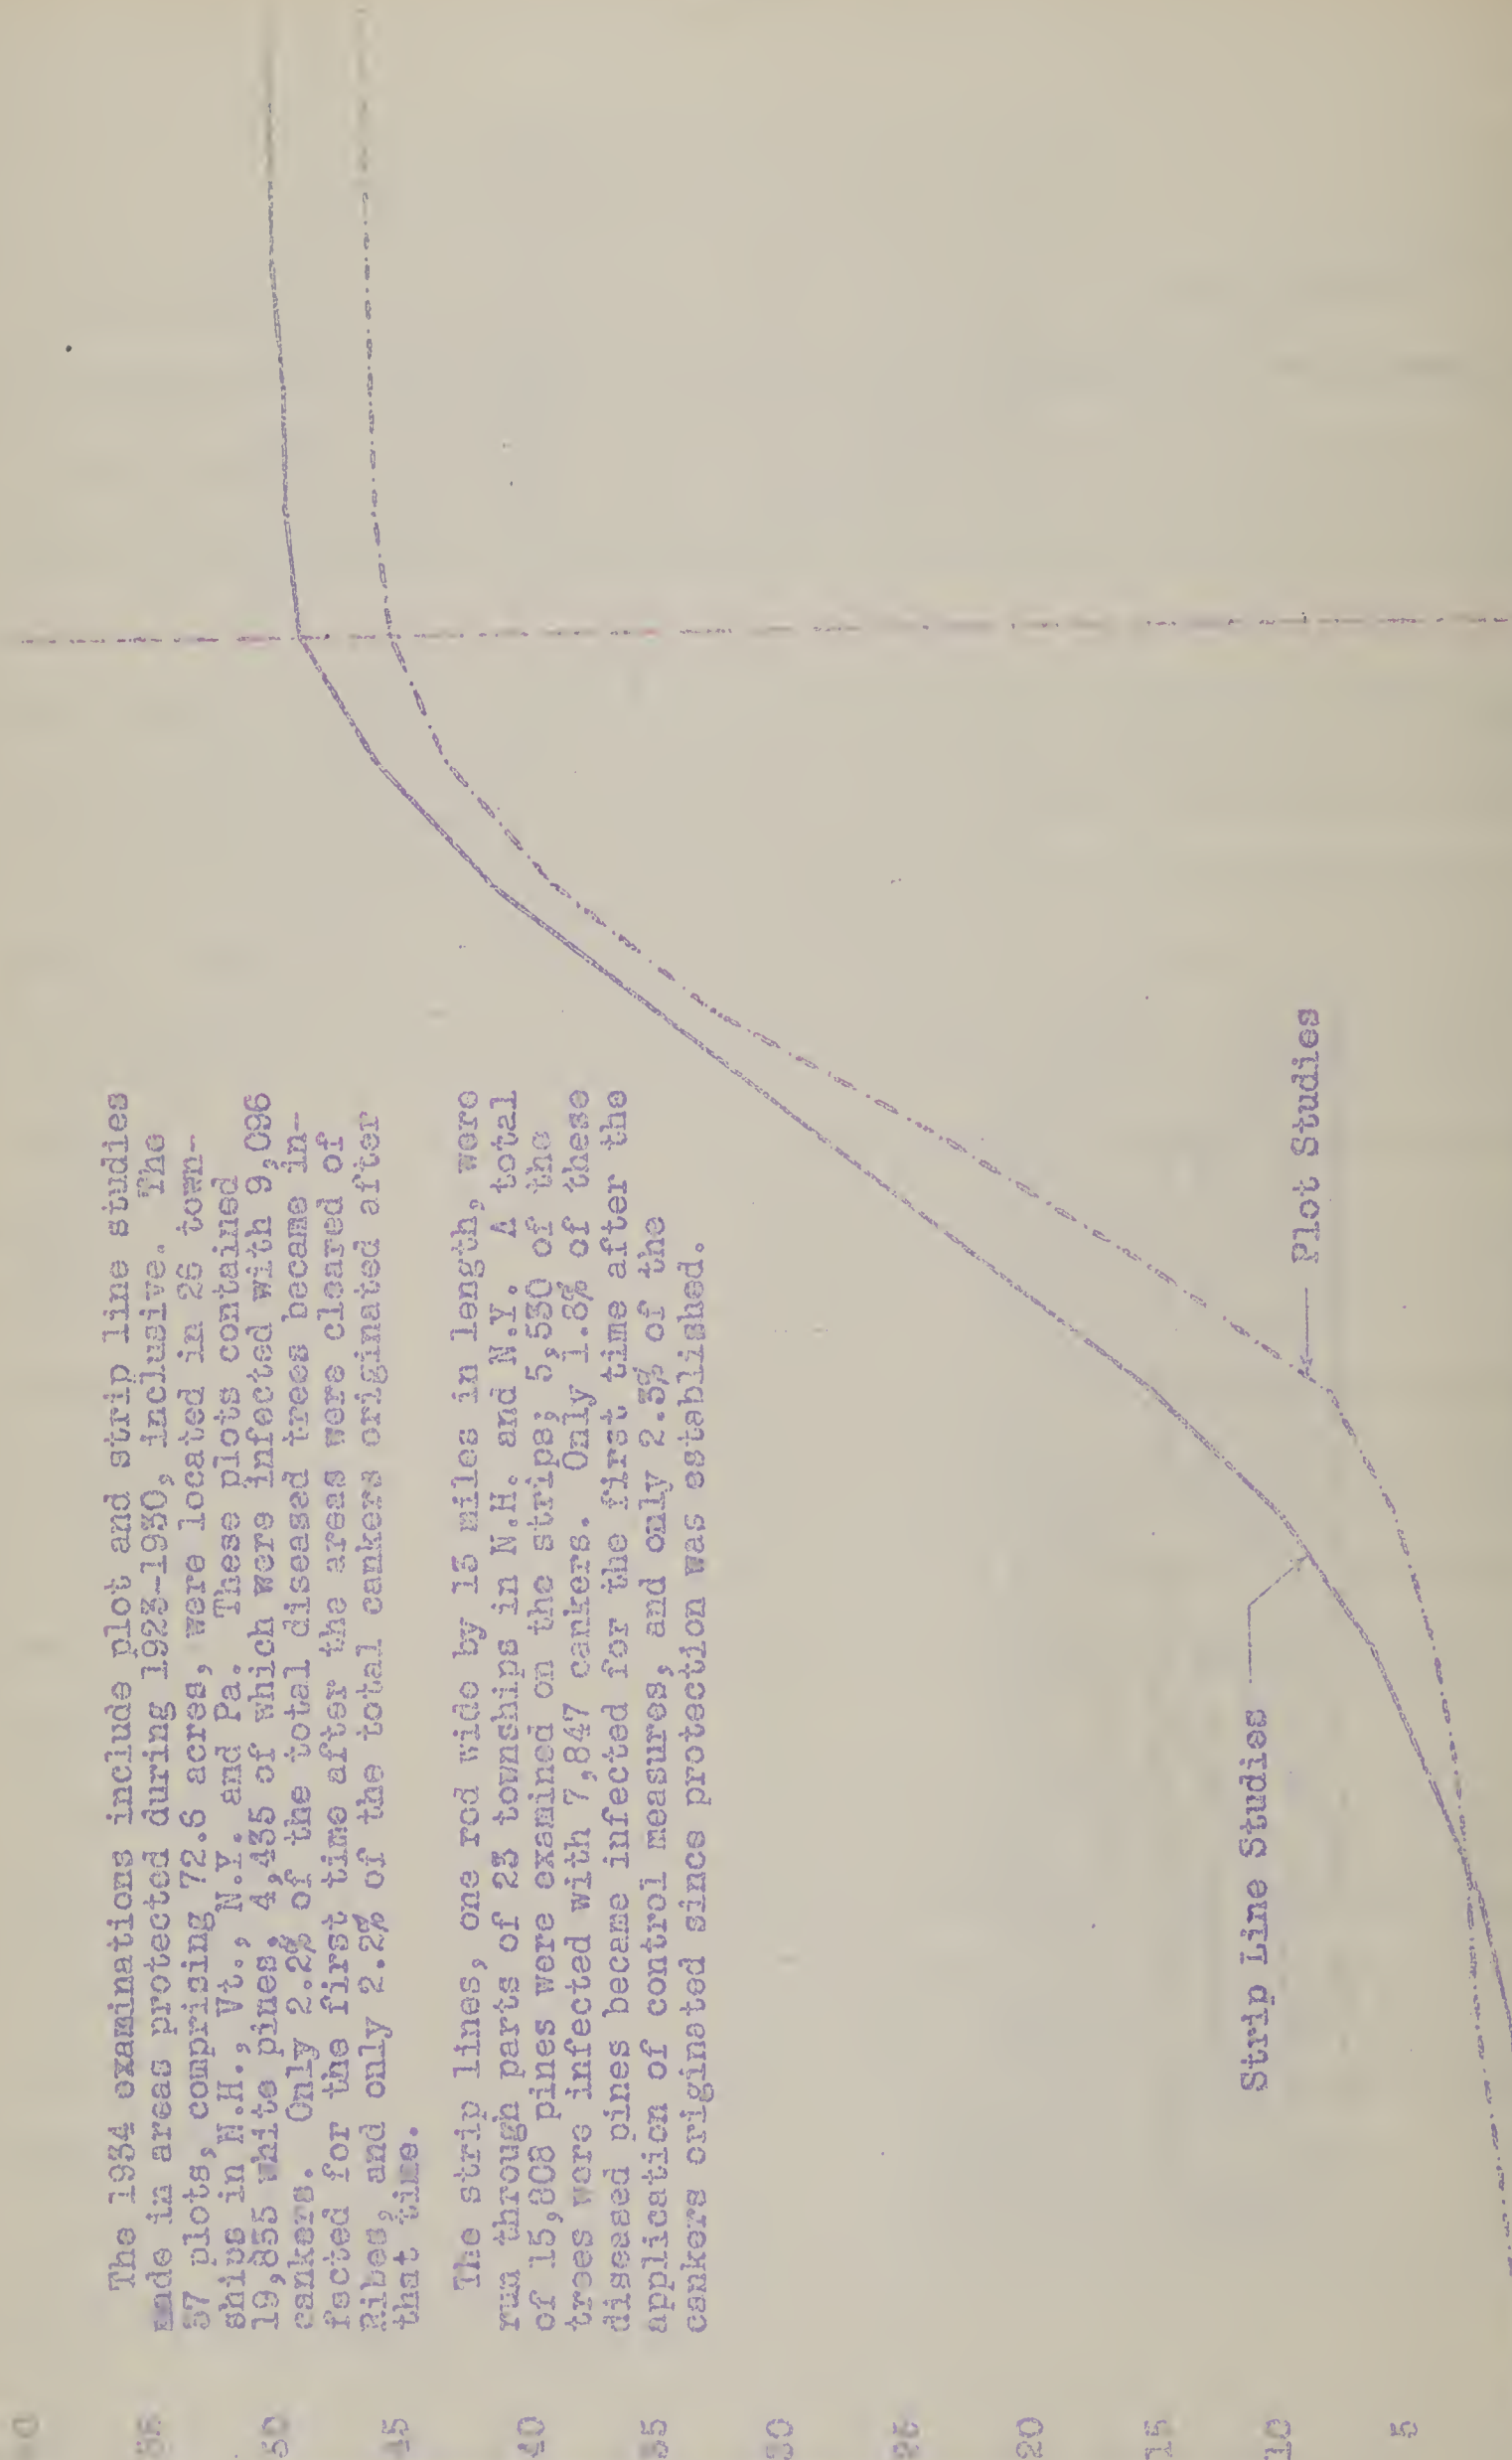 The 1934 examinations include plot and strip line studies
made in areas protected during 1923-1930, inclusive. The
57 plots, comprising 72.6 acres, were located in 26 town-
ships in N.H., Vt., N.Y. and Pa. These plots contained
19,855 white pines, 4,435 of which were infected with 9,096
cankers. Only 2.2% of the total diseased trees became in-
fected for the first time after the areas were cleared of
Ribes, and only 2.2% of the total cankers originated after
that time.
The strip lines, one rod wide by 13 miles in length, were
run through parts of 23 townships in N.H. and N.Y. A total
of 15,808 pines were examined on the strips; 5,530 of the
trees were infected with 7,847 cankers. Only 1.8% of these
diseased pines became infected for the first time after the
application of control measures, and only 2.3% of the
cankers originated since protection was established.
Plot Studies
Strip Line Studies
55
50
45
40
35
30
25
20
15
10
5